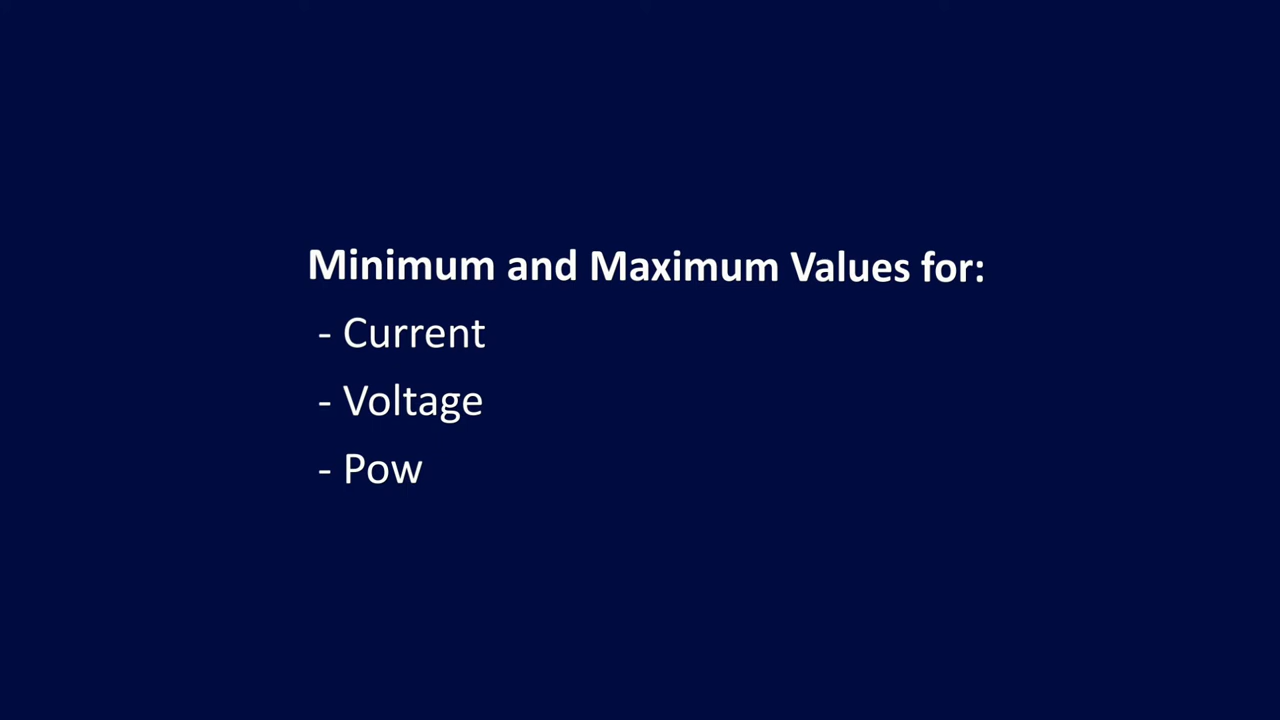 Minimum and Maximum Values for:
- Current
- Voltage
- Pow